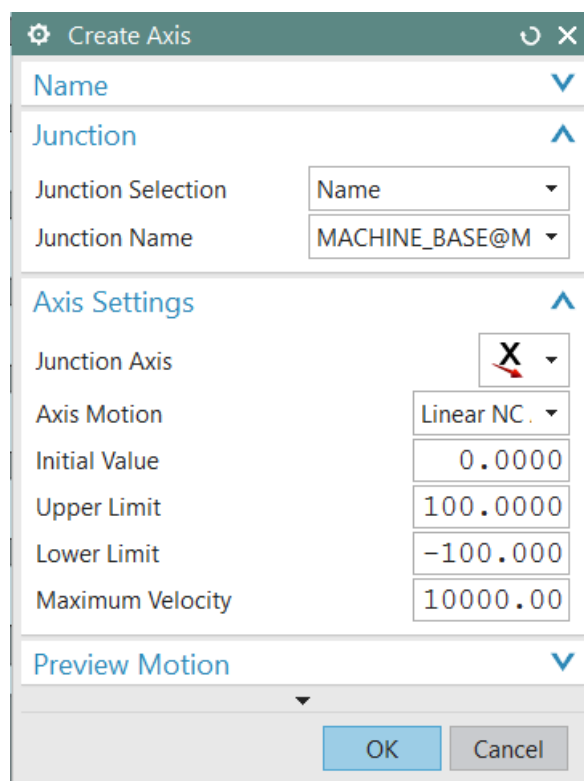 Create Axis
Name
Junction
Junction Selection Name
Junction Name MACHINE_BASE@M
Axis Settings
Junction Axis X
Axis Motion Linear NC .
Initial Value 0.0000
Upper Limit 100.0000
Lower Limit -100.000
Maximum Velocity 10000.00
Preview Motion
OK Cancel